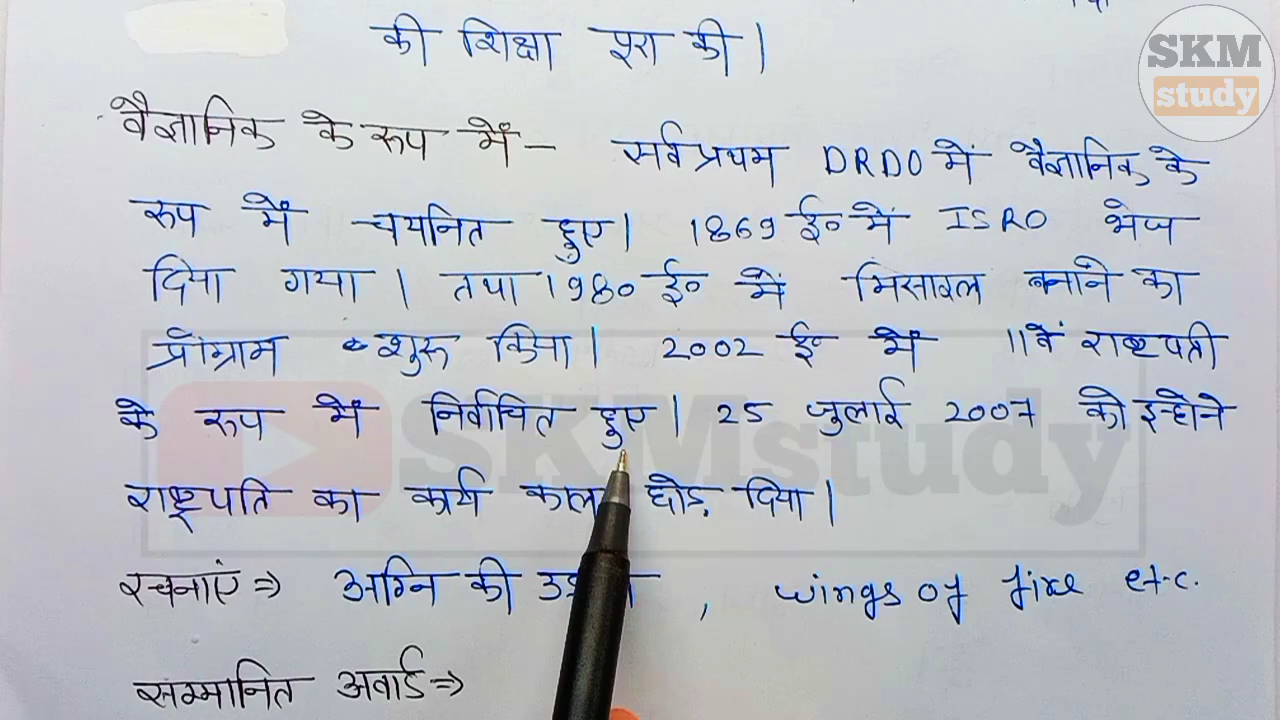 SKM
study
की शिक्षा पूरा की।
वैज्ञानिक के रूप में - सर्वप्रथम DRDO में वैज्ञानिक के
रूप में चयनित हुए। 1869 ई० में ISRO भेज
दिया गया। तथा 1980 ई० में मिसाइल बनाने का
प्रोग्राम शुरू किया। 2002 ई० में 11वें राष्ट्रपती
के रूप में निर्वाचित हुए। 25 जुलाई 2007 को इन्होने
राष्ट्रपति का कार्य काल छोड़ दिया।
SKMstudy
रचनाएं ⇒ अग्नि की , wings of fire etc.
सम्मानित अवार्ड ⇒